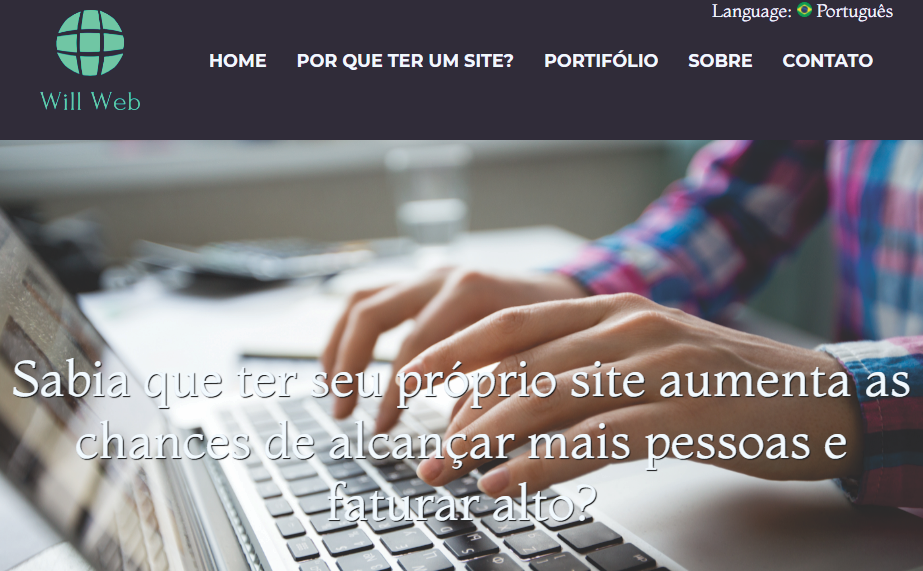 Language: Português
Will Web
HOME POR QUE TER UM SITE? PORTIFÓLIO SOBRE CONTATO
Sabia que ter seu próprio site aumenta as
chances de alcançar mais pessoas e
faturar alto?